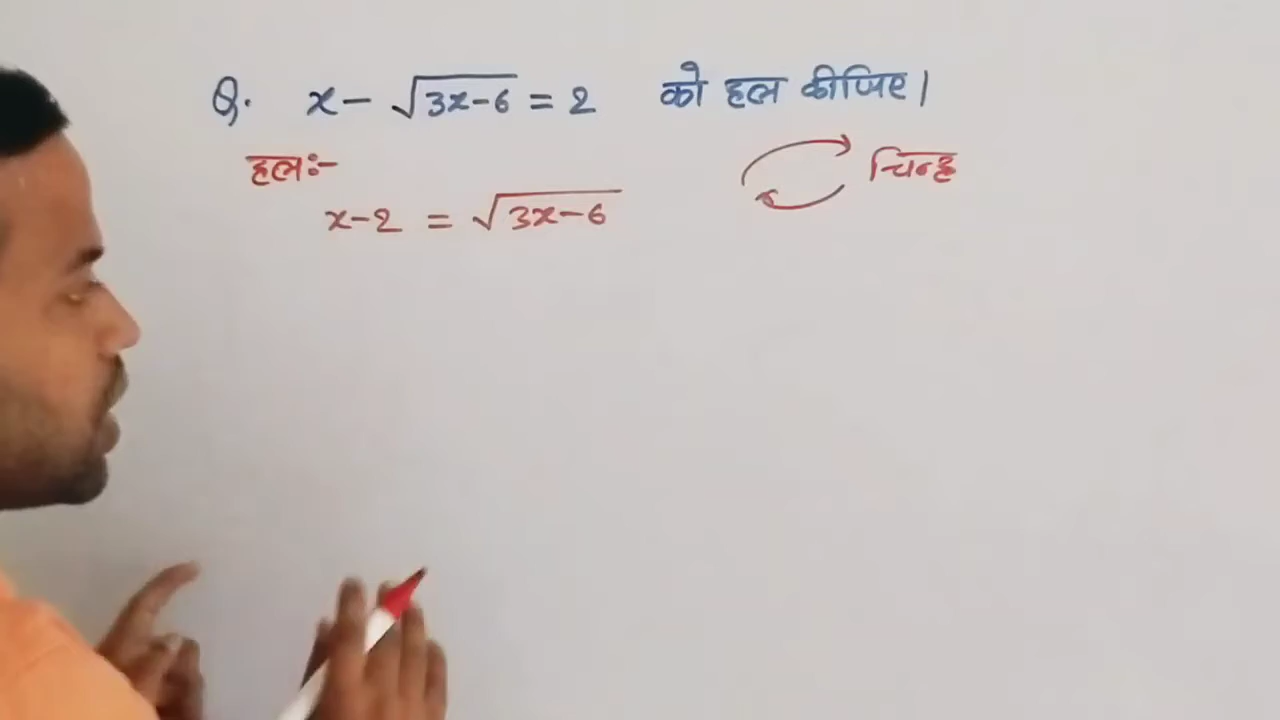 Q. x - √3x-6 = 2 को हल कीजिए।
हल:-
चिन्ह
x-2 = √3x-6